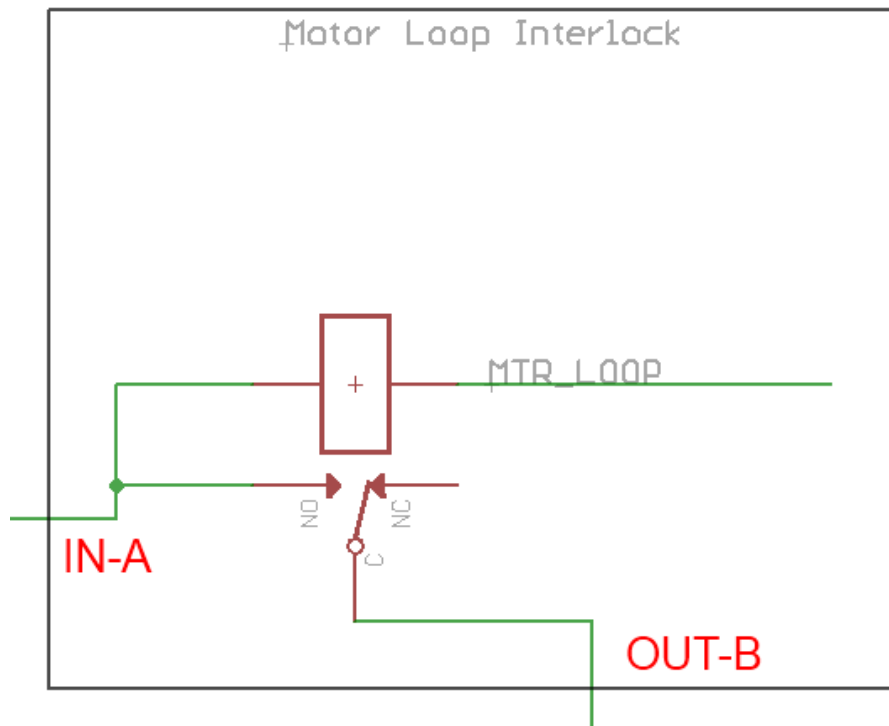 Motor Loop Interlock
MTR_LOOP
NO
NC
C
IN-A
OUT-B